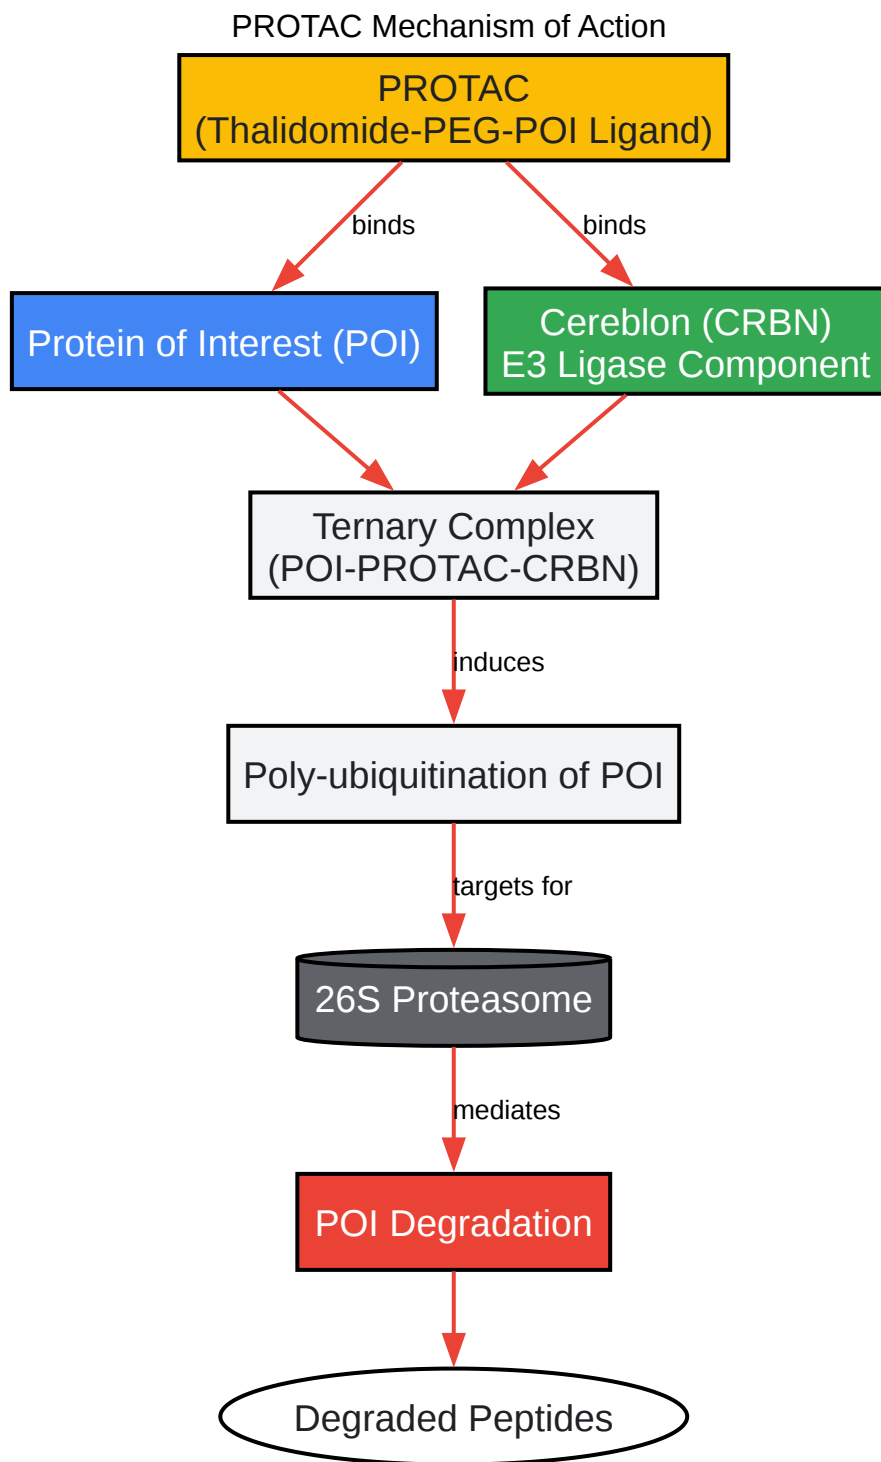 PROTAC Mechanism of Action
PROTAC
(Thalidomide-PEG-POI Ligand)
binds
binds
Protein of Interest (POI)
Cereblon (CRBN)
E3 Ligase Component
Ternary Complex
(POI-PROTAC-CRBN)
induces
Poly-ubiquitination of POI
targets for
26S Proteasome
mediates
POI Degradation
Degraded Peptides